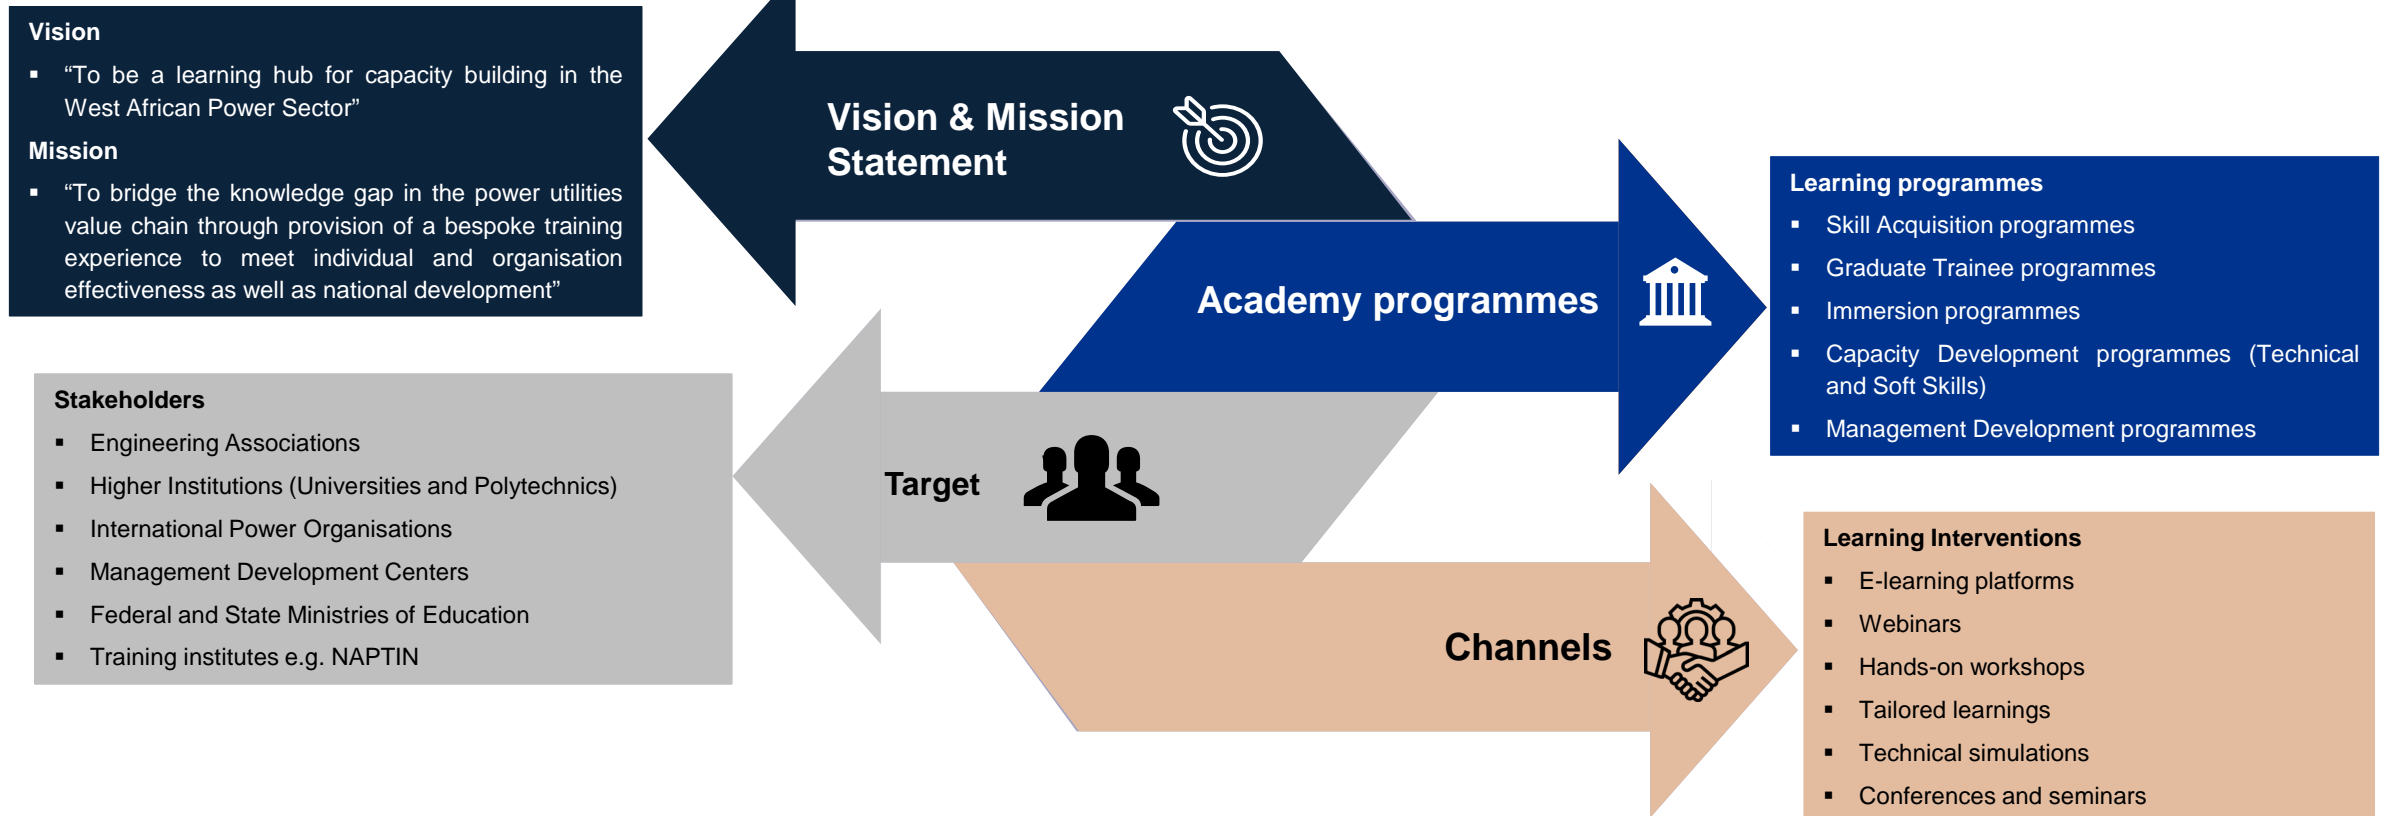 Vision
▪ “To be a learning hub for capacity building in the
West African Power Sector”
Mission
▪ “To bridge the knowledge gap in the power utilities
value chain through provision of a bespoke training
experience to meet individual and organisation
effectiveness as well as national development”
Vision & Mission
Statement
Academy programmes
Learning programmes
▪ Skill Acquisition programmes
▪ Graduate Trainee programmes
▪ Immersion programmes
▪ Capacity Development programmes (Technical
and Soft Skills)
▪ Management Development programmes
Stakeholders
▪ Engineering Associations
▪ Higher Institutions (Universities and Polytechnics)
▪ International Power Organisations
▪ Management Development Centers
▪ Federal and State Ministries of Education
▪ Training institutes e.g. NAPTIN
Target
Channels
Learning Interventions
▪ E-learning platforms
▪ Webinars
▪ Hands-on workshops
▪ Tailored learnings
▪ Technical simulations
▪ Conferences and seminars